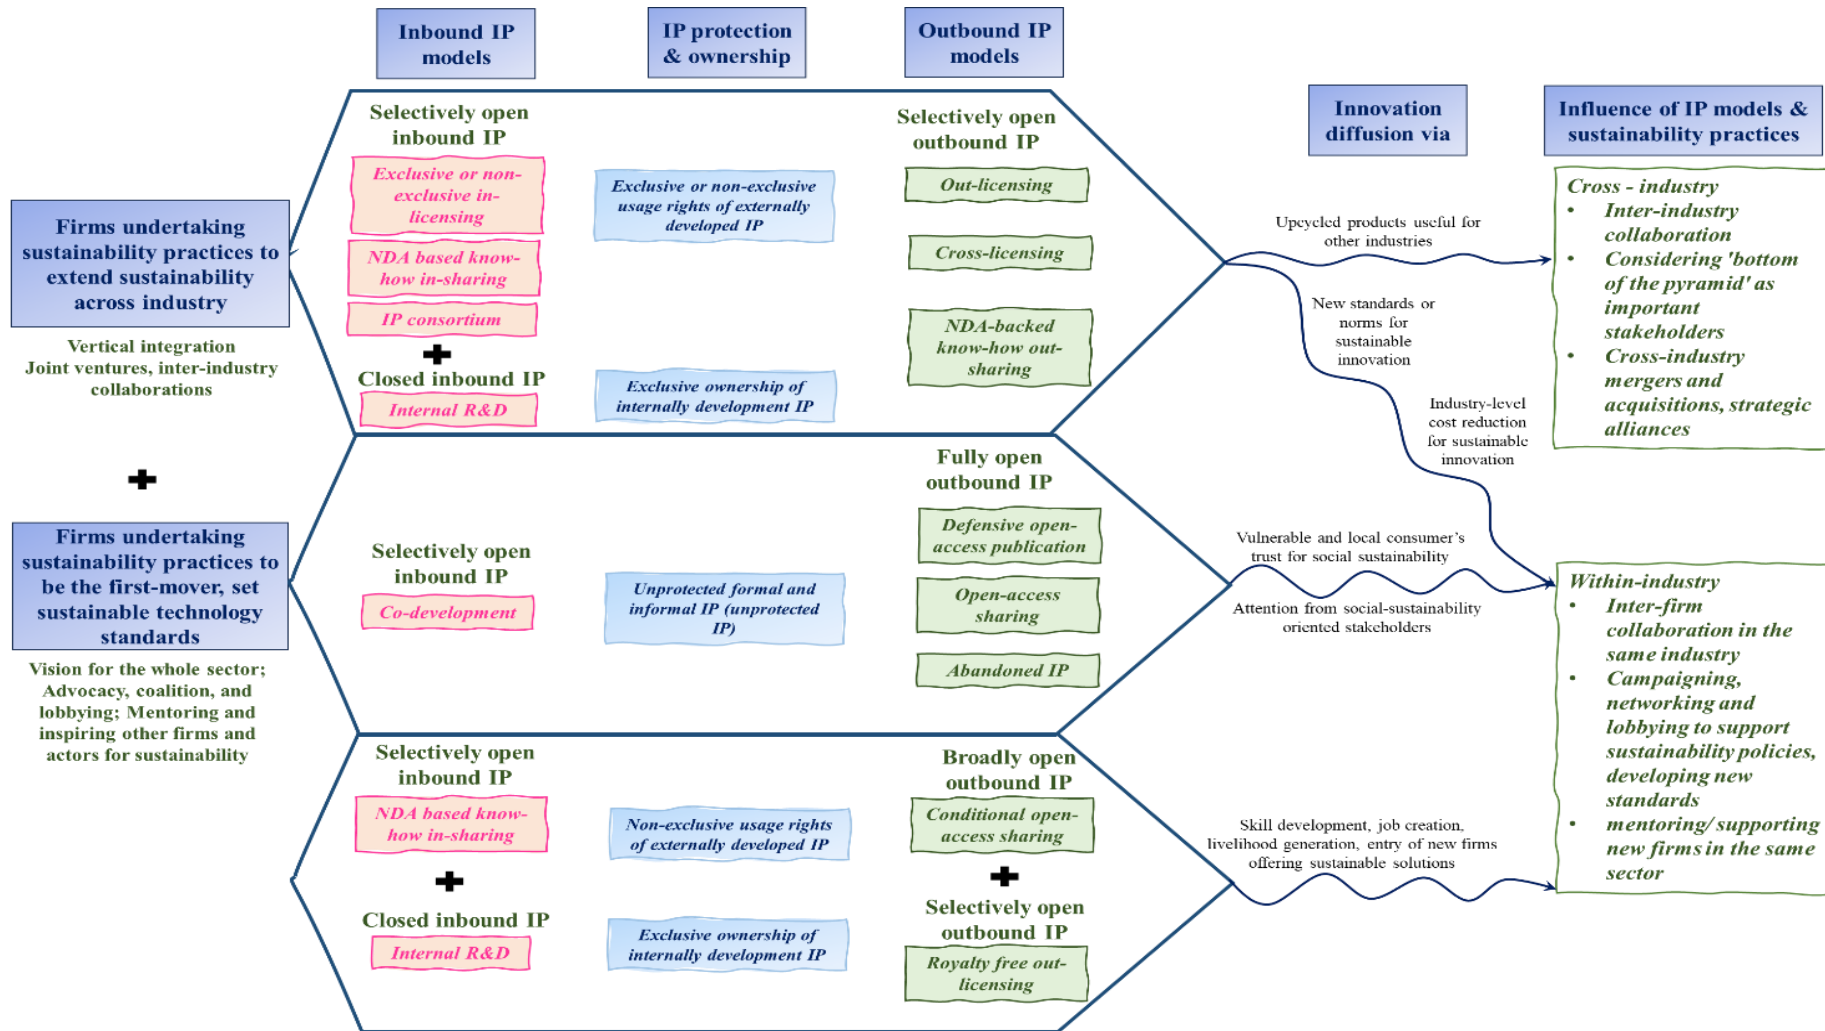 Inbound IP
models
IP protection
& ownership
Outbound IP
models
Innovation
diffusion via
Influence of IP models &
sustainability practices
Firms undertaking
sustainability practices to
extend sustainability
across industry
Vertical integration
Joint ventures, inter-industry
collaborations
Firms undertaking
sustainability practices to
be the first-mover, set
sustainable technology
standards
Vision for the whole sector;
Advocacy, coalition, and
lobbying; Mentoring and
inspiring other firms and
actors for sustainability
Selectively open
inbound IP
Exclusive or non-
exclusive in-
licensing
NDA based know-
how in-sharing
IP consortium
Closed inbound IP
Internal R&D
Exclusive or non-exclusive
usage rights of externally
developed IP
Exclusive ownership of
internally development IP
Selectively open
outbound IP
Out-licensing
Cross-licensing
NDA-backed
know-how out-
sharing
Selectively open
inbound IP
Co-development
Unprotected formal and
informal IP (unprotected
IP)
Fully open
outbound IP
Defensive open-
access publication
Open-access
sharing
Abandoned IP
Selectively open
inbound IP
NDA based know-
how in-sharing
Closed inbound IP
Internal R&D
Non-exclusive usage rights
of externally developed IP
Exclusive ownership of
internally development IP
Broadly open
outbound IP
Conditional open-
access sharing
Selectively open
outbound IP
Royalty free out-
licensing
Upcycled products useful for
other industries
New standards or
norms for
sustainable
innovation
Industry-level
cost reduction
for sustainable
innovation
Vulnerable and local consumer's
trust for social sustainability
Attention from social-sustainability
oriented stakeholders
Skill development, job creation,
livelihood generation, entry of new firms
offering sustainable solutions
Cross - industry
• Inter-industry
collaboration
• Considering 'bottom
of the pyramid' as
important
stakeholders
• Cross-industry
mergers and
acquisitions, strategic
alliances
Within-industry
• Inter-firm
collaboration in the
same industry
• Campaigning,
networking and
lobbying to support
sustainability policies,
developing new
standards
• mentoring/ supporting
new firms in the same
sector